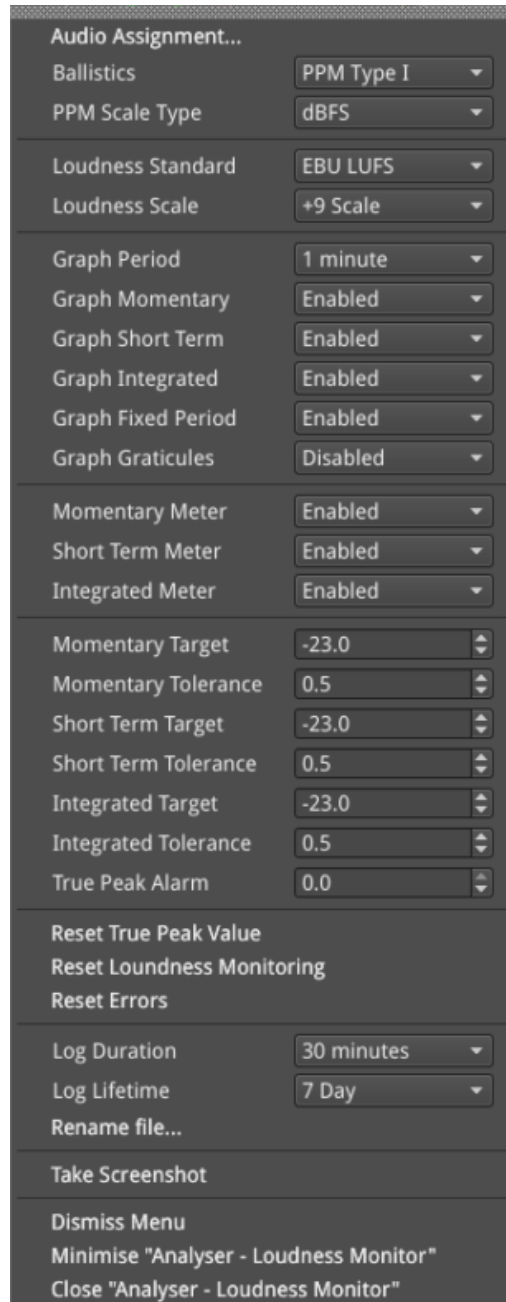 Audio Assignment...
Ballistics PPM Type I
PPM Scale Type dBFS
Loudness Standard EBU LUFS
Loudness Scale +9 Scale
Graph Period 1 minute
Graph Momentary Enabled
Graph Short Term Enabled
Graph Integrated Enabled
Graph Fixed Period Enabled
Graph Graticules Disabled
Momentary Meter Enabled
Short Term Meter Enabled
Integrated Meter Enabled
Momentary Target -23.0
Momentary Tolerance 0.5
Short Term Target -23.0
Short Term Tolerance 0.5
Integrated Target -23.0
Integrated Tolerance 0.5
True Peak Alarm 0.0
Reset True Peak Value
Reset Loundness Monitoring
Reset Errors
Log Duration 30 minutes
Log Lifetime 7 Day
Rename file...
Take Screenshot
Dismiss Menu
Minimise "Analyser - Loudness Monitor"
Close "Analyser - Loudness Monitor"